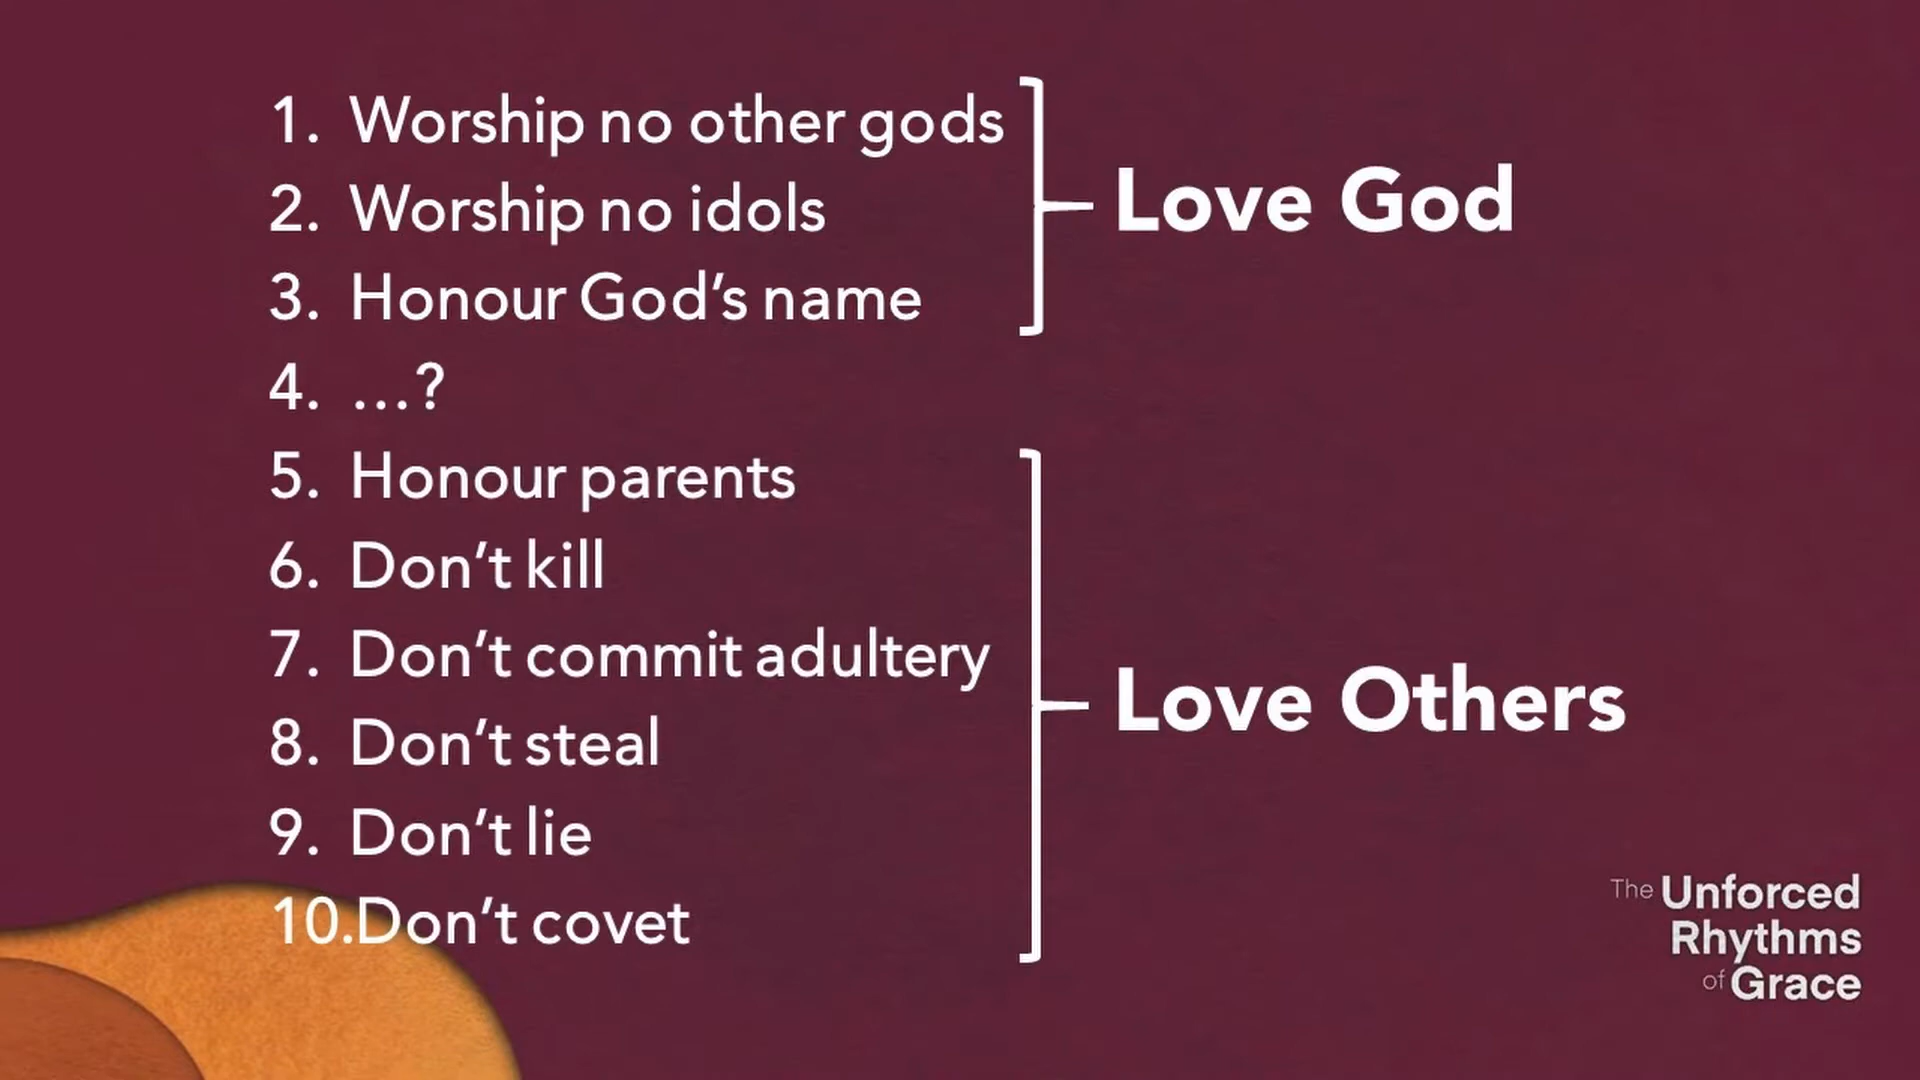 1. Worship no other gods
2. Worship no idols
3. Honour God’s name
Love God
4. …?
5. Honour parents
6. Don’t kill
7. Don’t commit adultery
8. Don’t steal
9. Don’t lie
10.Don’t covet
Love Others
The Unforced
Rhythms
of Grace